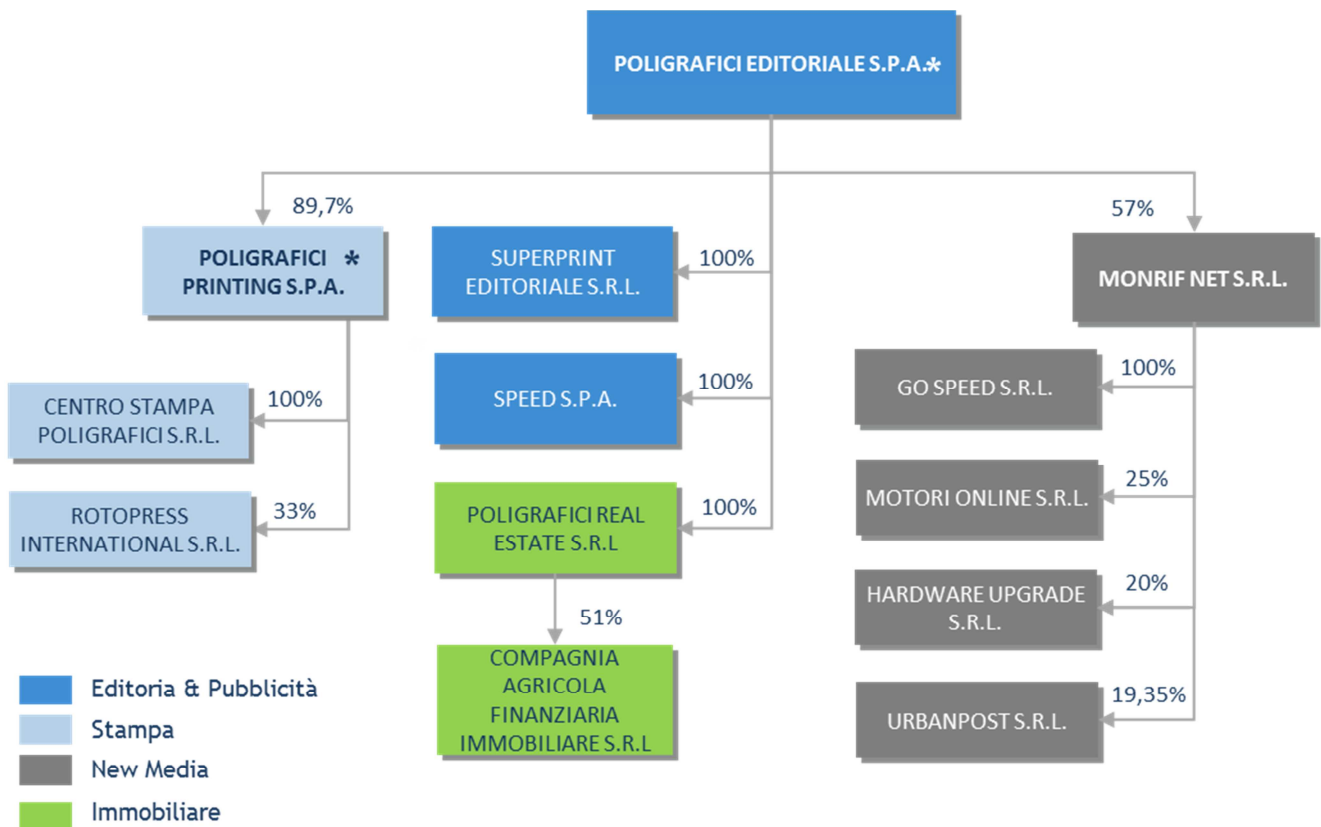 POLIGRAFICI EDITORIALE S.P.A.*
89,7%
57%
POLIGRAFICI *
PRINTING S.P.A.
SUPERPRINT
EDITORIALE S.R.L.
100%
MONRIF NET S.R.L.
CENTRO STAMPA
POLIGRAFICI S.R.L.
100%
SPEED S.P.A.
100%
GO SPEED S.R.L.
100%
ROTOPRESS
INTERNATIONAL S.R.L.
33%
POLIGRAFICI REAL
ESTATE S.R.L
100%
MOTORI ONLINE S.R.L.
25%
51%
HARDWARE UPGRADE
S.R.L.
20%
COMPAGNIA
AGRICOLA
FINANZIARIA
IMMOBILIARE S.R.L
URBANPOST S.R.L.
19,35%
Editoria & Pubblicità
Stampa
New Media
Immobiliare